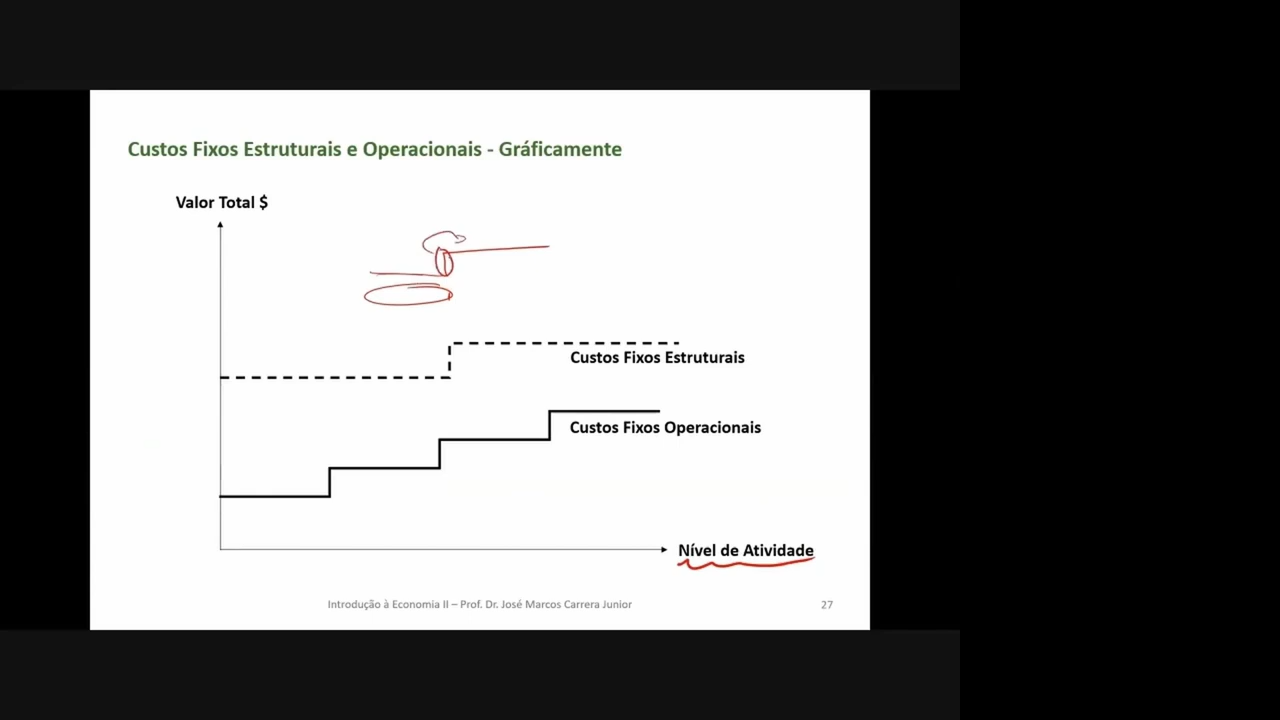 Custos Fixos Estruturais e Operacionais - Gráficamente
Valor Total $
Custos Fixos Estruturais
Custos Fixos Operacionais
Nível de Atividade
Introdução à Economia II – Prof. Dr. José Marcos Carrera Junior
27